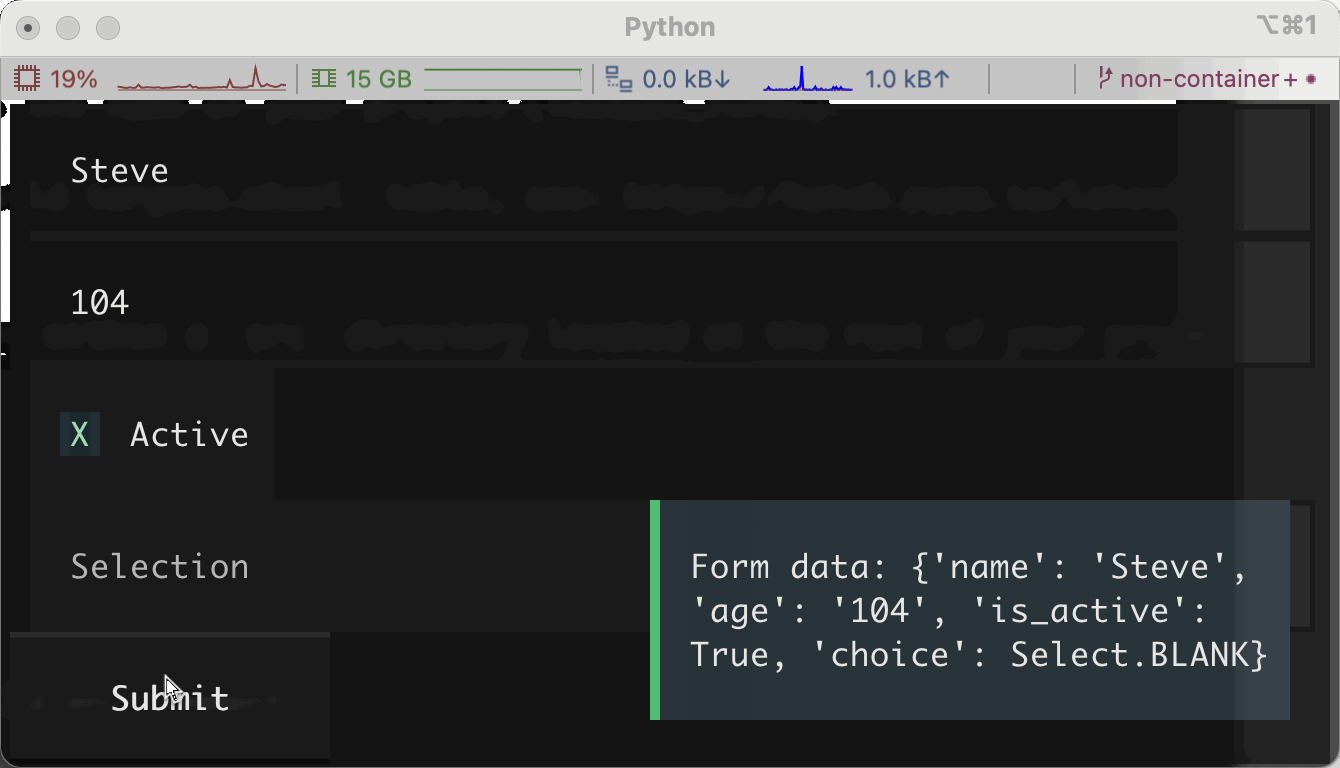 Python
⌥⌘1
19% 15 GB 0.0 kB↓ 1.0 kB↑ non-container+
Steve
104
X Active
Selection
Form data: {'name': 'Steve',
'age': '104', 'is_active':
True, 'choice': Select.BLANK}
Submit